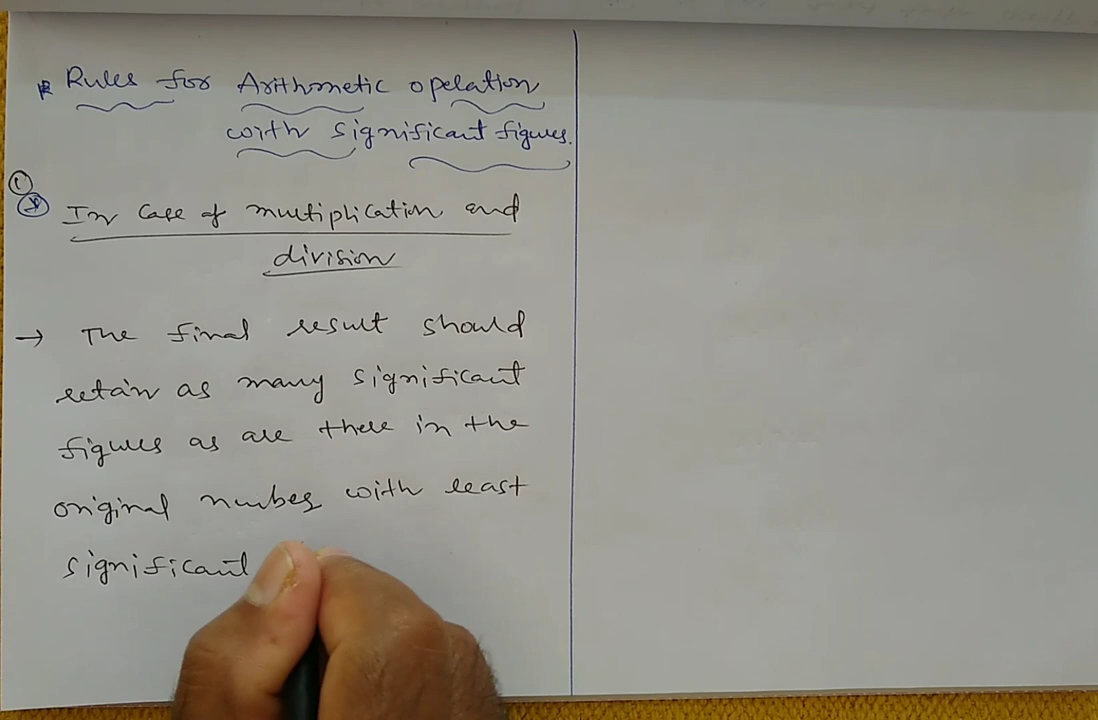 Rules for Arithmetic opelation
with significant figures.
①
In Case of multiplication and
division
→ The final result should
retain as many significant
figures as are there in the
original number with least
significant